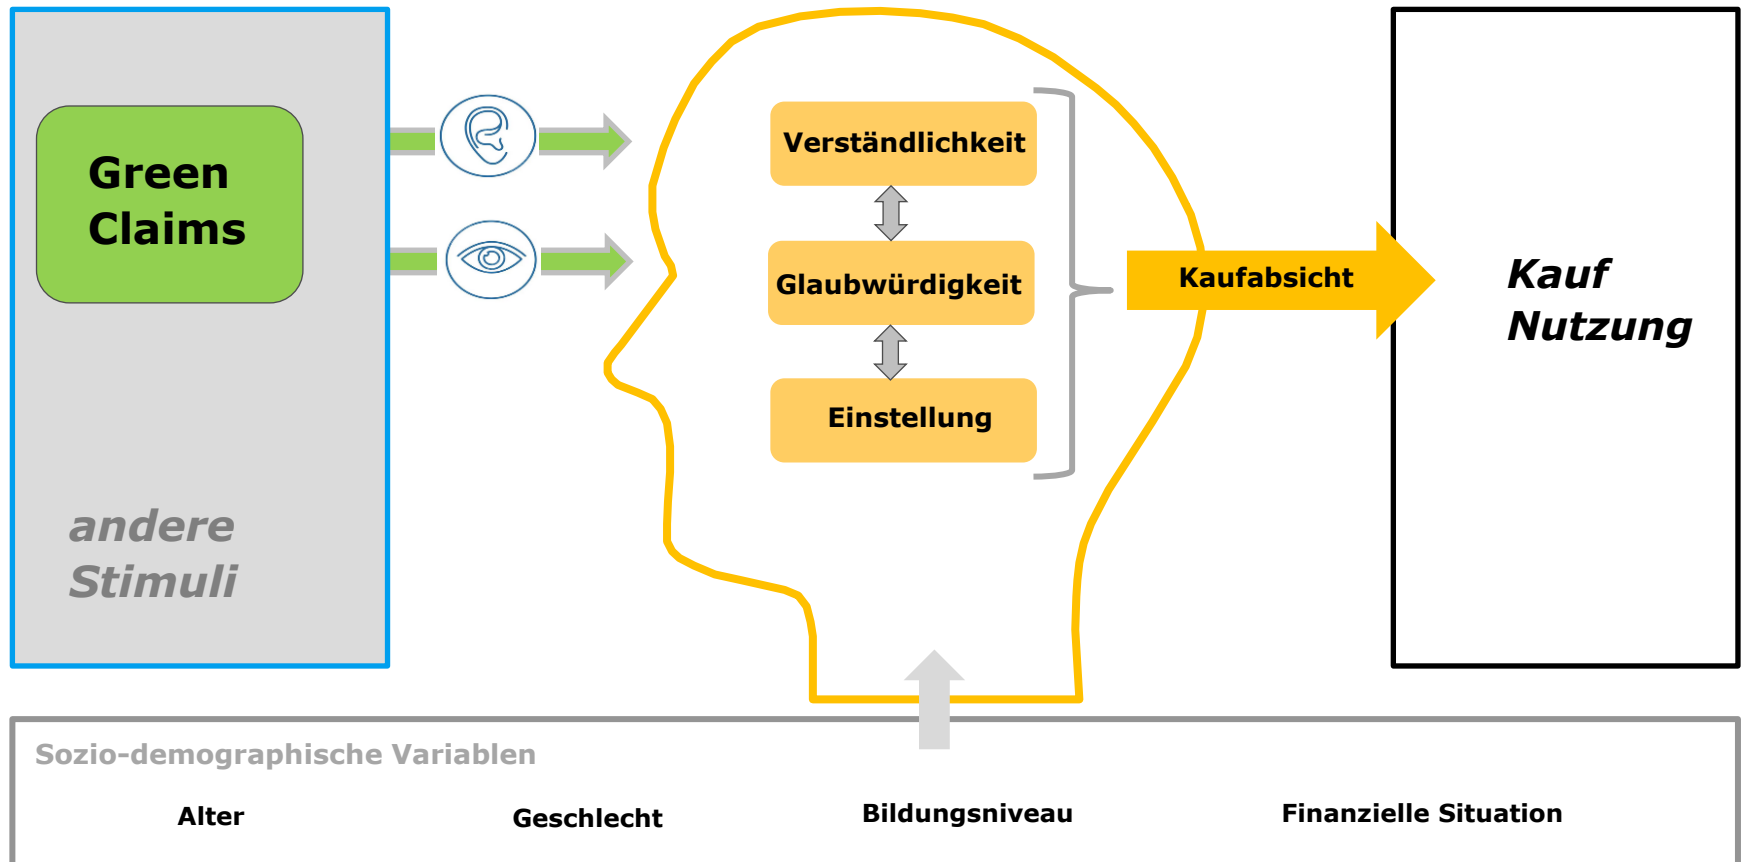 Green
Claims
andere
Stimuli
Verständlichkeit
Glaubwürdigkeit
Einstellung
Kaufabsicht
Kauf
Nutzung
Sozio-demographische Variablen
Alter
Geschlecht
Bildungsniveau
Finanzielle Situation